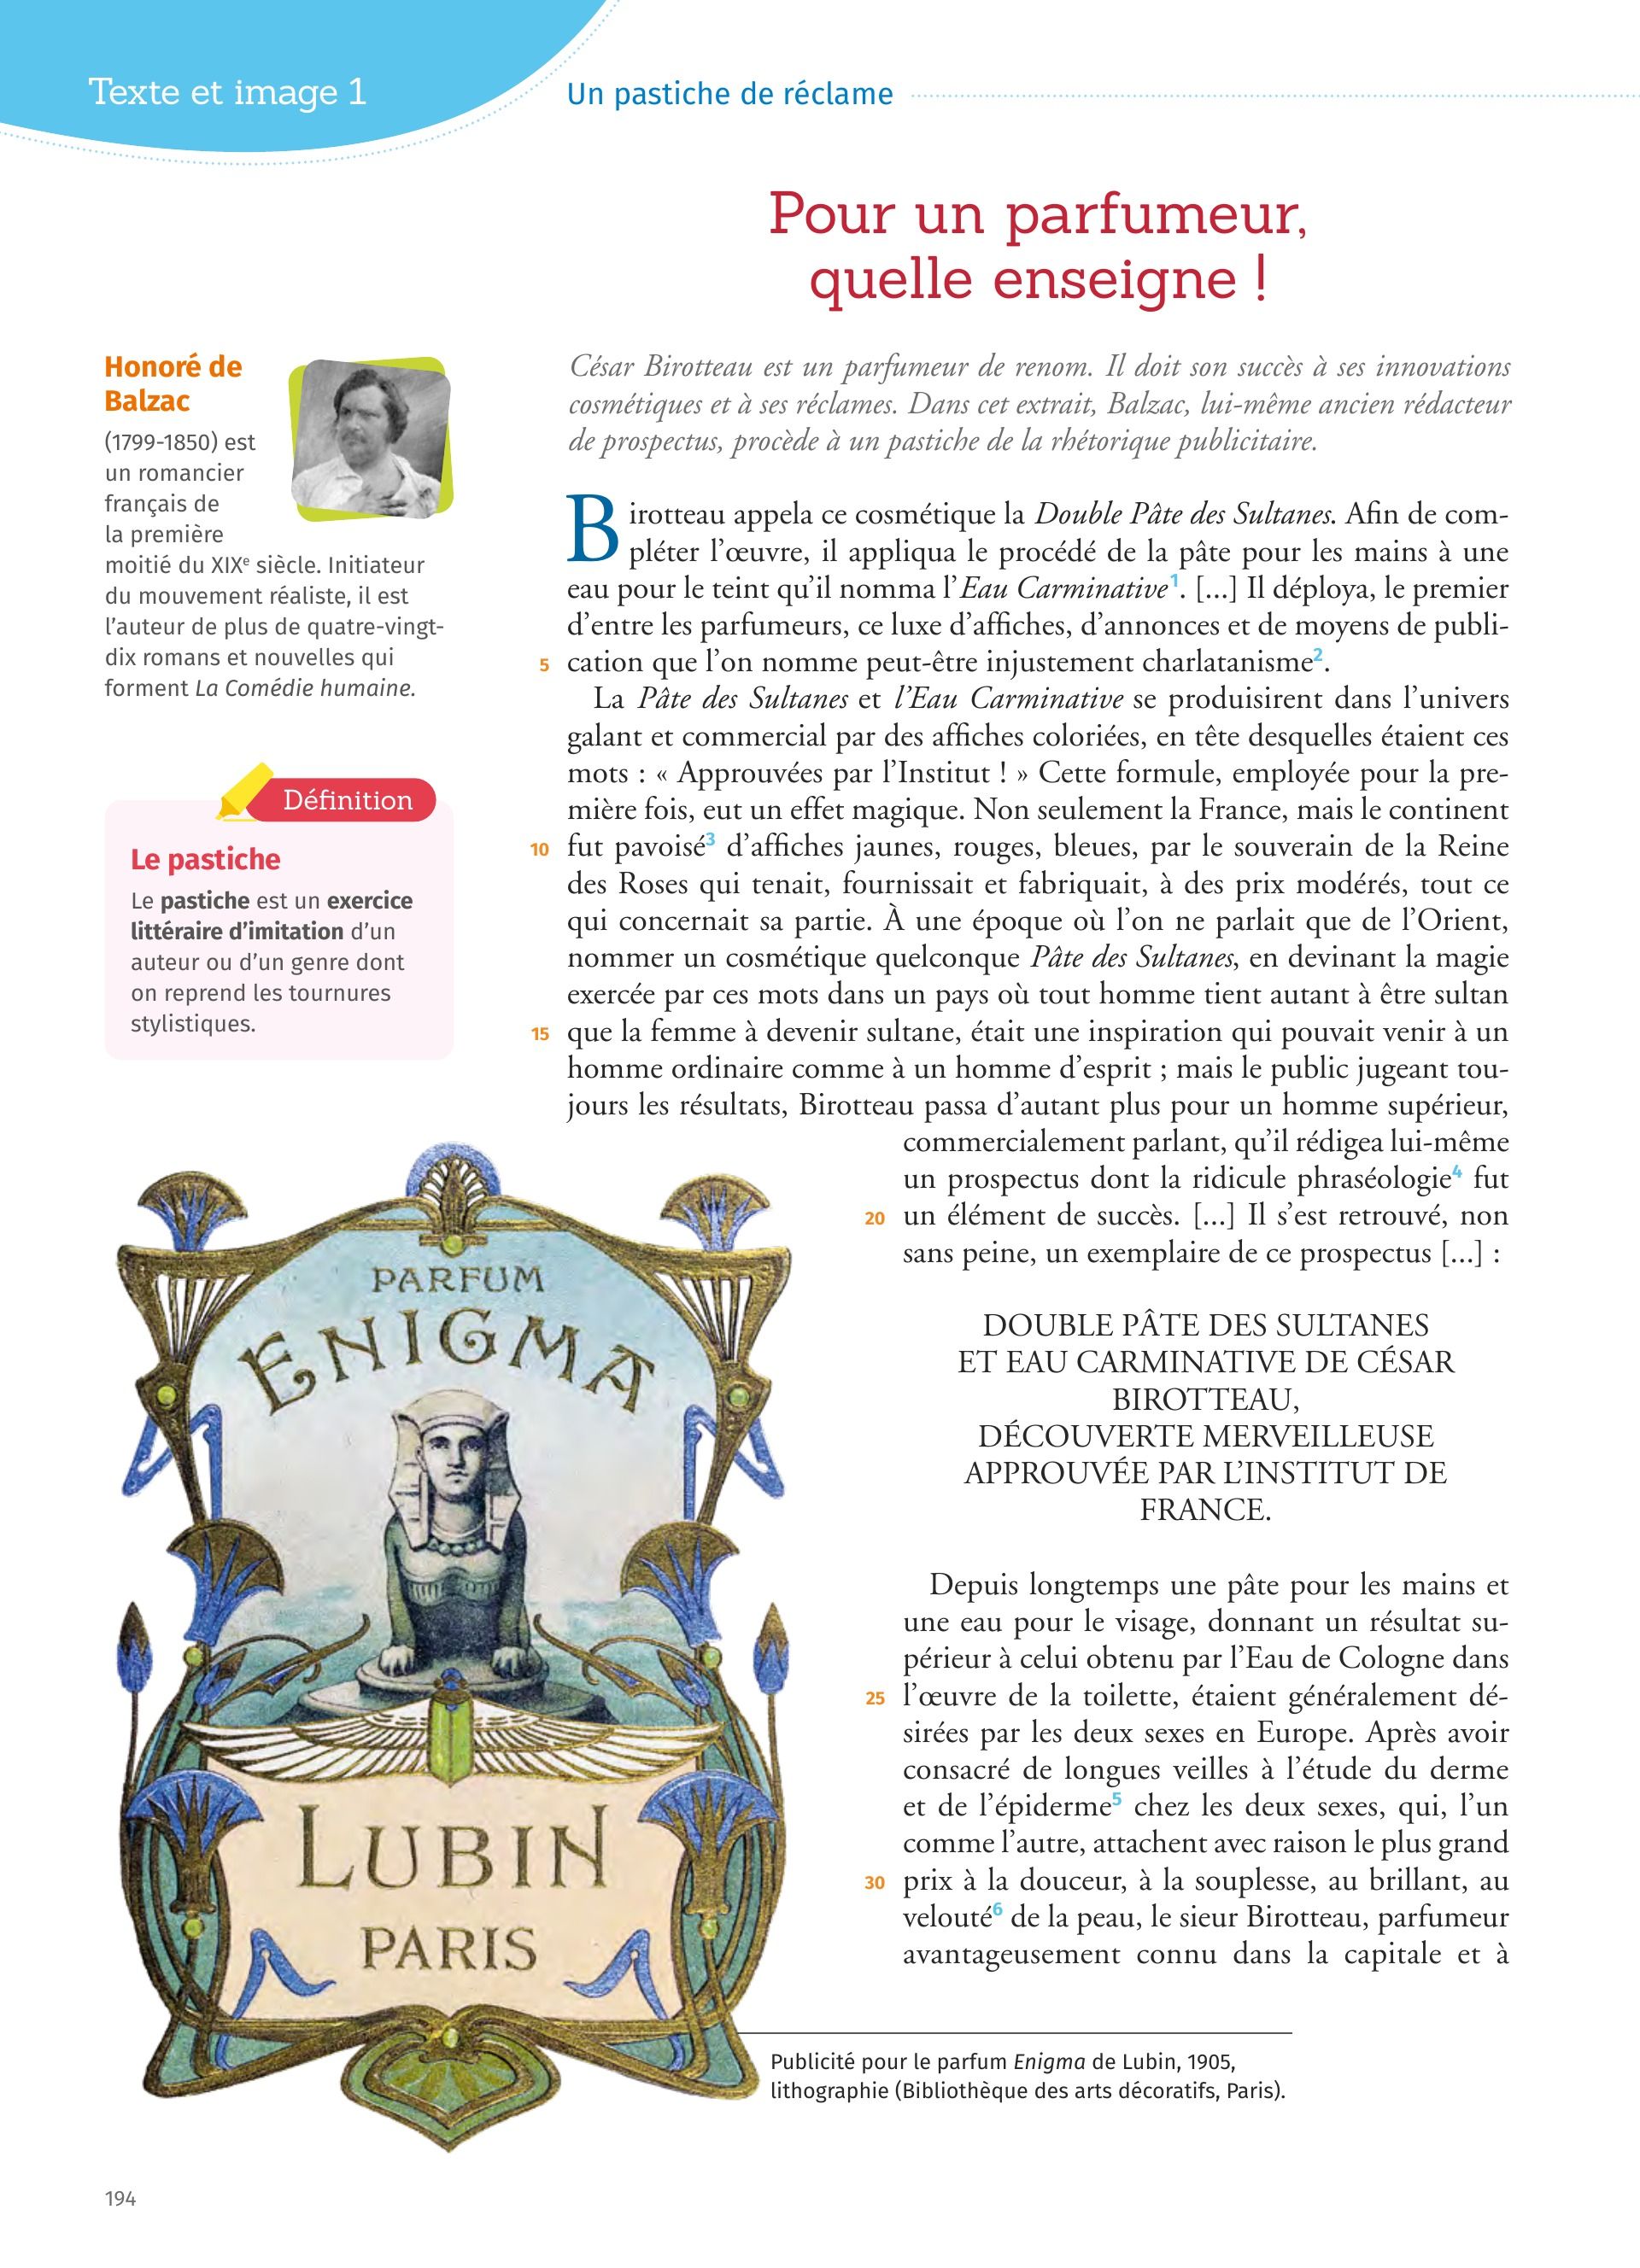 Texte et image 1
Un pastiche de réclame
Pour un parfumeur,
quelle enseigne !
Honoré de
Balzac
(1799-1850) est
un romancier
français de
la première
moitié du XIXe siècle. Initiateur
du mouvement réaliste, il est
l'auteur de plus de quatre-vingt-
dix romans et nouvelles qui
forment La Comédie humaine.
Définition
Le pastiche
Le pastiche est un exercice
littéraire d'imitation d'un
auteur ou d'un genre dont
on reprend les tournures
stylistiques.
César Birotteau est un parfumeur de renom. Il doit son succès à ses innovations
cosmétiques et à ses réclames. Dans cet extrait, Balzac, lui-même ancien rédacteur
de prospectus, procède à un pastiche de la rhétorique publicitaire.
Birotteau appela ce cosmétique la Double Pâte des Sultanes. Afin de com-
pléter l'œuvre, il appliqua le procédé de la pâte pour les mains à une
eau pour le teint qu'il nomma l'Eau Carminative1. [...] Il déploya, le premier
d'entre les parfumeurs, ce luxe d'affiches, d'annonces et de moyens de publi-
5 cation que l'on nomme peut-être injustement charlatanisme2.
La Pâte des Sultanes et l'Eau Carminative se produisirent dans l'univers
galant et commercial par des affiches coloriées, en tête desquelles étaient ces
mots : « Approuvées par l'Institut ! » Cette formule, employée pour la pre-
mière fois, eut un effet magique. Non seulement la France, mais le continent
10 fut pavoisé3 d'affiches jaunes, rouges, bleues, par le souverain de la Reine
des Roses qui tenait, fournissait et fabriquait, à des prix modérés, tout ce
qui concernait sa partie. À une époque où l'on ne parlait que de l'Orient,
nommer un cosmétique quelconque Pâte des Sultanes, en devinant la magie
exercée par ces mots dans un pays où tout homme tient autant à être sultan
15 que la femme à devenir sultane, était une inspiration qui pouvait venir à un
homme ordinaire comme à un homme d'esprit ; mais le public jugeant tou-
jours les résultats, Birotteau passa d'autant plus pour un homme supérieur,
commercialement parlant, qu'il rédigea lui-même
un prospectus dont la ridicule phraséologie4 fut
20 un élément de succès. [...] Il s'est retrouvé, non
sans peine, un exemplaire de ce prospectus [...] :
DOUBLE PÂTE DES SULTANES
ET EAU CARMINATIVE DE CÉSAR
BIROTTEAU,
DÉCOUVERTE MERVEILLEUSE
APPROUVÉE PAR L'INSTITUT DE
FRANCE.
Depuis longtemps une pâte pour les mains et
une eau pour le visage, donnant un résultat su-
périeur à celui obtenu par l'Eau de Cologne dans
25 l'œuvre de la toilette, étaient généralement dé-
sirées par les deux sexes en Europe. Après avoir
consacré de longues veilles à l'étude du derme
et de l'épiderme5 chez les deux sexes, qui, l'un
comme l'autre, attachent avec raison le plus grand
30 prix à la douceur, à la souplesse, au brillant, au
velouté6 de la peau, le sieur Birotteau, parfumeur
avantageusement connu dans la capitale et à
PARFUM
ENIGMA
LUBIN
PARIS
Publicité pour le parfum Enigma de Lubin, 1905,
lithographie (Bibliothèque des arts décoratifs, Paris).
194